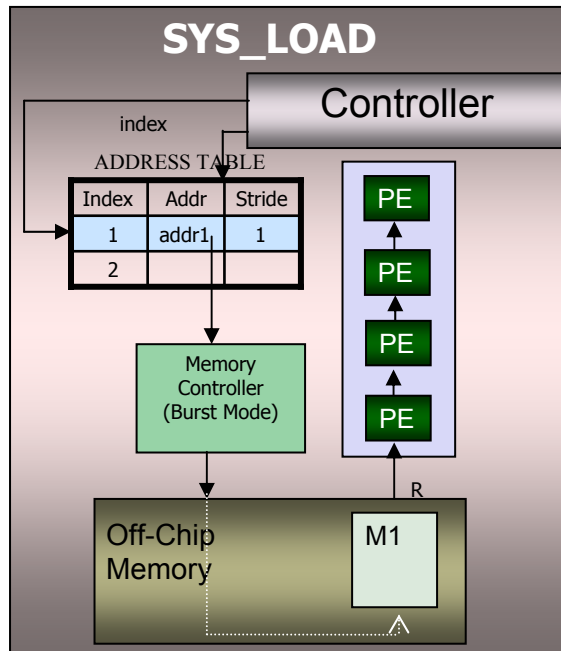 SYS_LOAD
Controller
index
ADDRESS TABLE
Index Addr Stride
1 addr1 1
2
PE
PE
PE
PE
Memory
Controller
(Burst Mode)
R
Off-Chip
Memory
M1